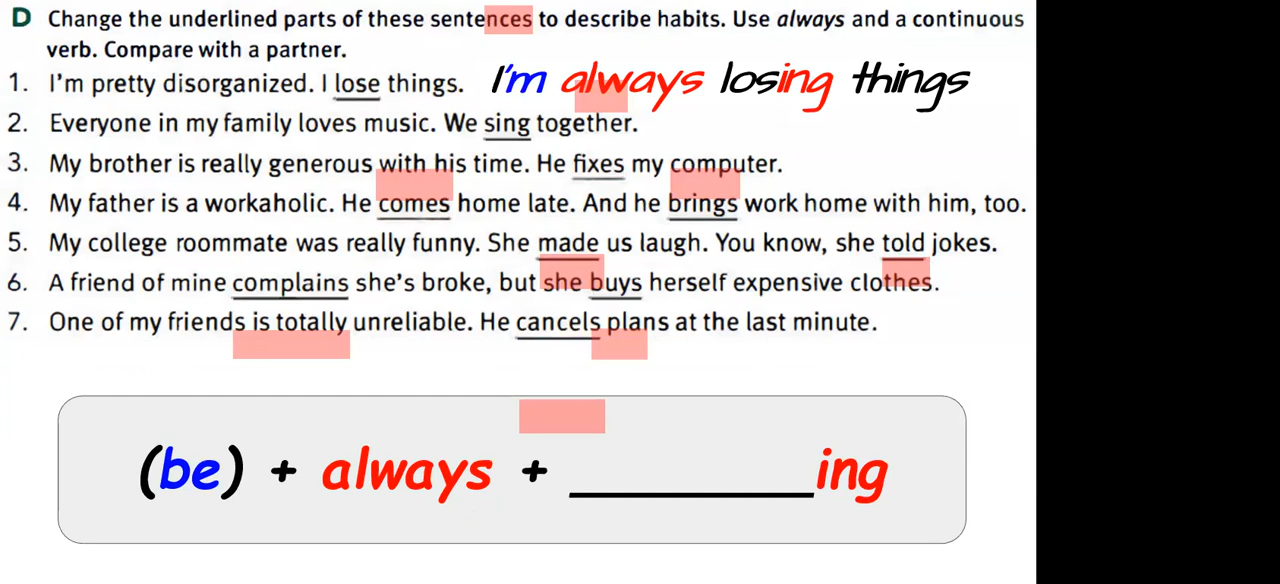 D Change the underlined parts of these sentences to describe habits. Use always and a continuous
verb. Compare with a partner.
1. I'm pretty disorganized. I lose things. I'm always losing things
2. Everyone in my family loves music. We sing together.
3. My brother is really generous with his time. He fixes my computer.
4. My father is a workaholic. He comes home late. And he brings work home with him, too.
5. My college roommate was really funny. She made us laugh. You know, she told jokes.
6. A friend of mine complains she's broke, but she buys herself expensive clothes.
7. One of my friends is totally unreliable. He cancels plans at the last minute.
(be) + always + __________ing